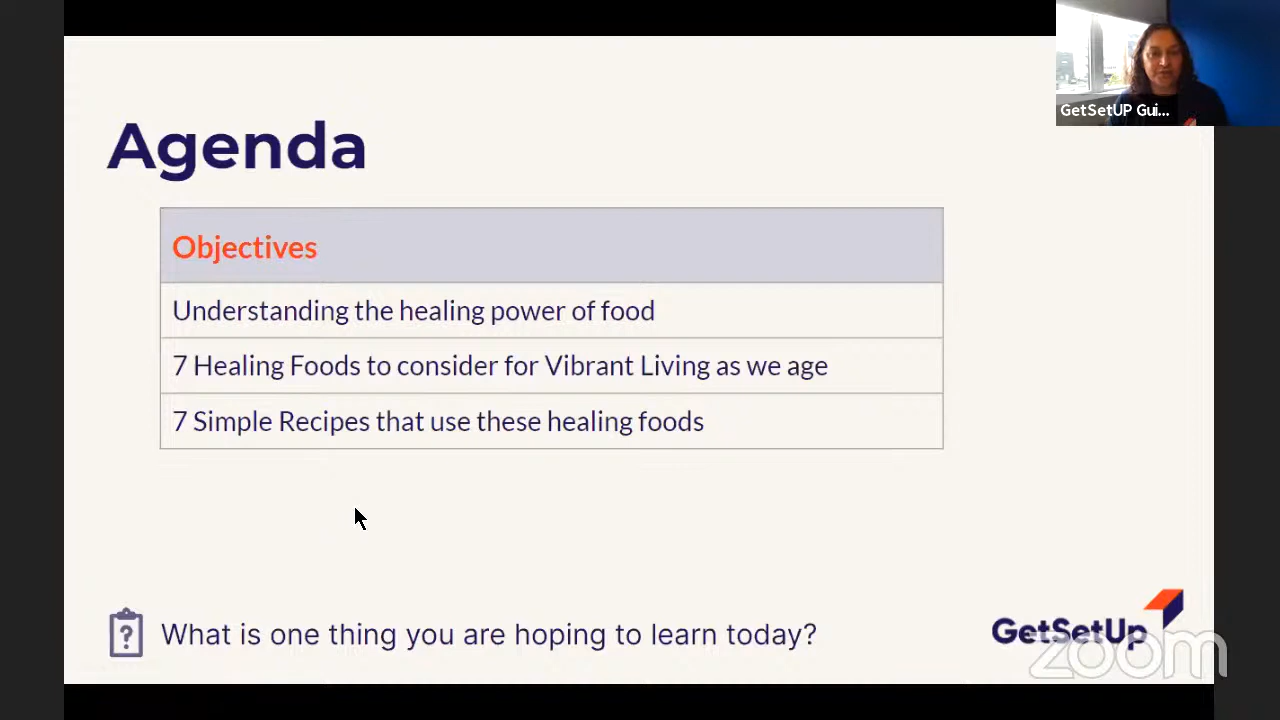 GetSetUP Gui...
Agenda
Objectives
Understanding the healing power of food
7 Healing Foods to consider for Vibrant Living as we age
7 Simple Recipes that use these healing foods
?
What is one thing you are hoping to learn today?
GetSetUp
zoom